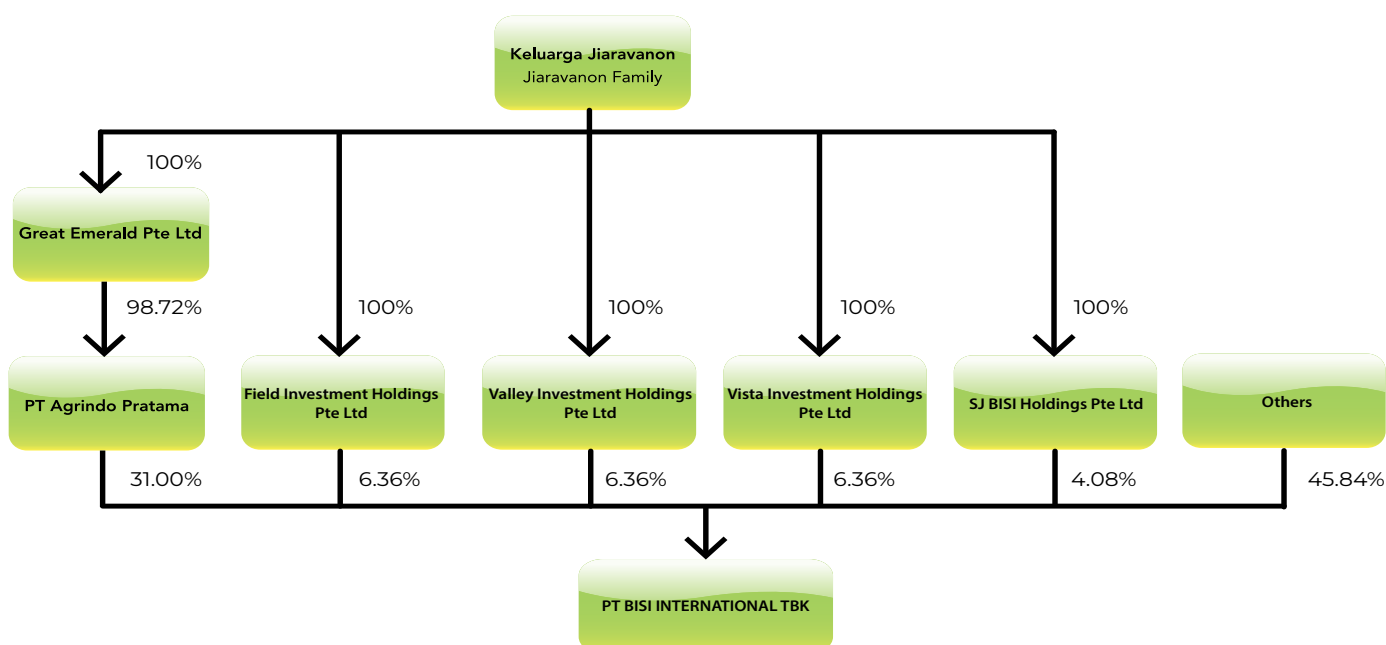 Keluarga Jiaravanon
Jiaravanon Family
100%
Great Emerald Pte Ltd
98.72%
100%
100%
100%
100%
PT Agrindo Pratama
Field Investment Holdings
Pte Ltd
Valley Investment Holdings
Pte Ltd
Vista Investment Holdings
Pte Ltd
SJ BISI Holdings Pte Ltd
Others
31.00%
6.36%
6.36%
6.36%
4.08%
45.84%
PT BISI INTERNATIONAL TBK